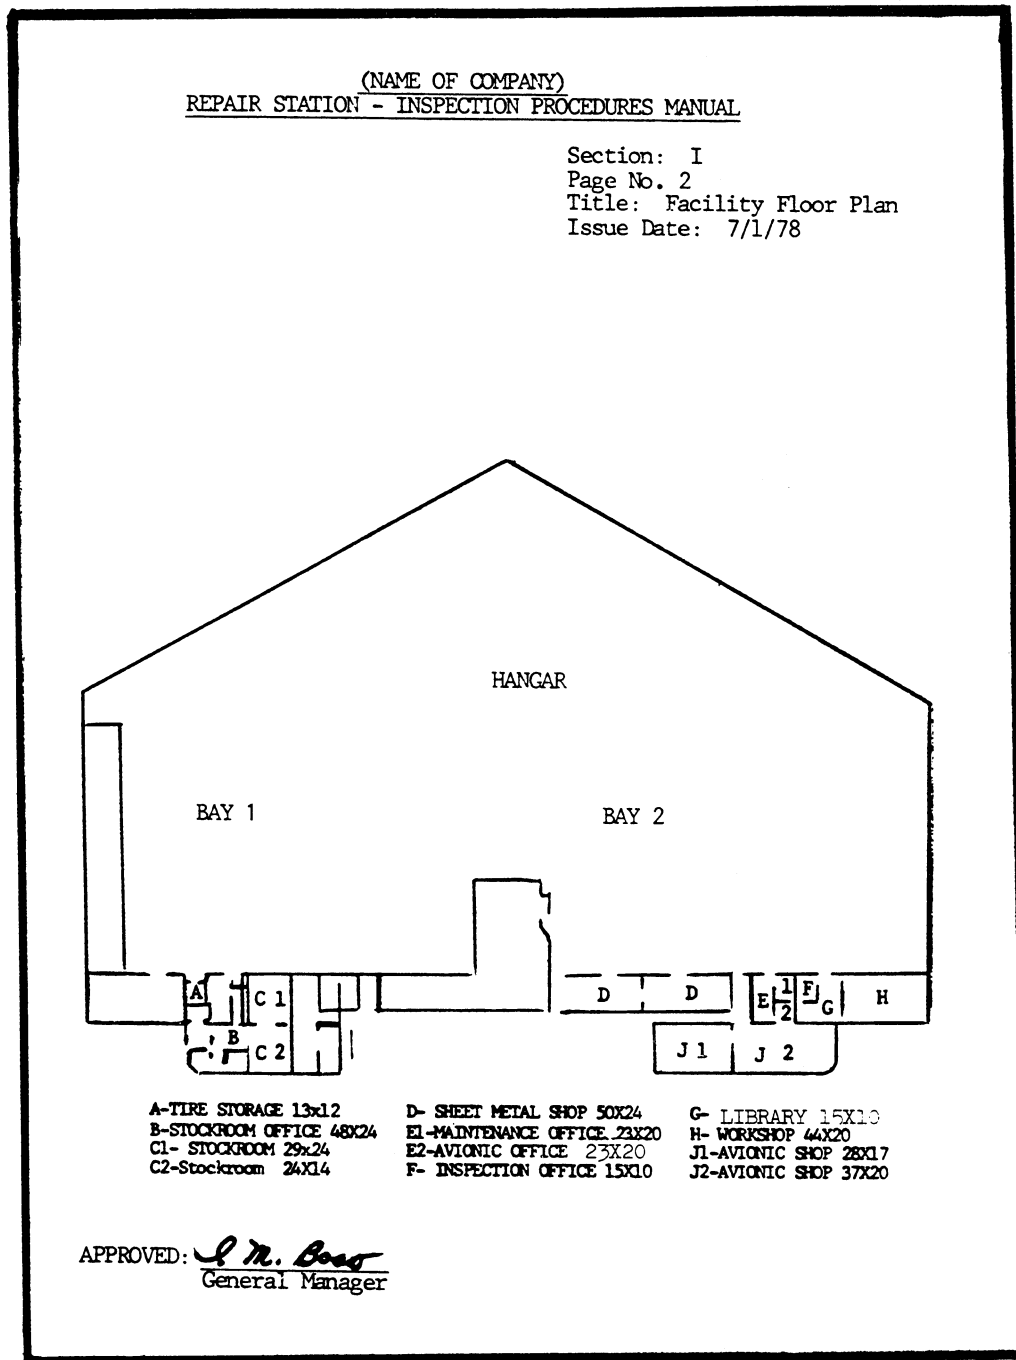 (NAME OF COMPANY)
REPAIR STATION - INSPECTION PROCEDURES MANUAL
Section: I
Page No. 2
Title: Facility Floor Plan
Issue Date: 7/1/78
HANGAR
BAY 1
BAY 2
A
B
C 1
C 2
D
D
E 1
2
F
G
H
J 1
J 2
A-TIRE STORAGE 13x12
B-STOCKROOM OFFICE 48X24
C1- STOCKROOM 29x24
C2-Stockroom 24X14
D- SHEET METAL SHOP 50X24
E1-MAINTENANCE OFFICE 23X20
E2-AVIONIC OFFICE 23X20
F- INSPECTION OFFICE 15X10
G- LIBRARY 15X10
H- WORKSHOP 44X20
J1-AVIONIC SHOP 28X17
J2-AVIONIC SHOP 37X20
APPROVED: I. M. Boss
General Manager